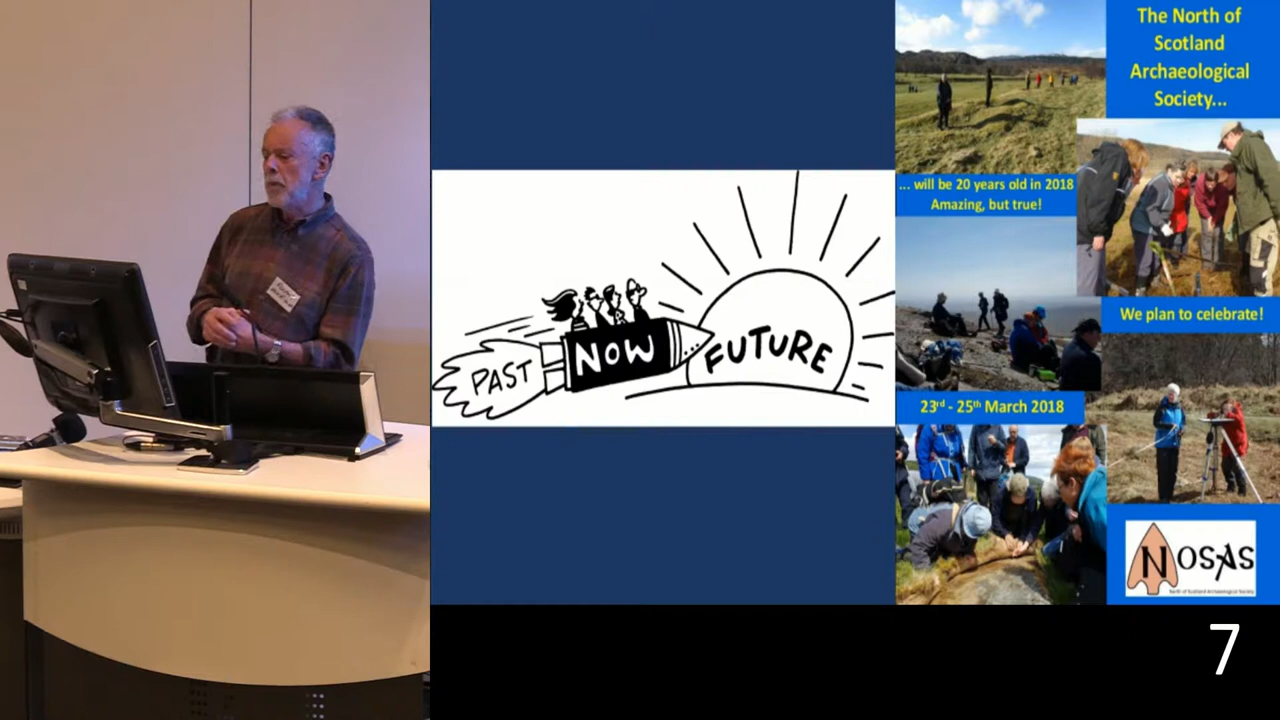 The North of
Scotland
Archaeological
Society...
... will be 20 years old in 2018
Amazing, but true!
We plan to celebrate!
PAST
NOW
FUTURE
23rd - 25th March 2018
NOSAS
North of Scotland Archaeological Society
7